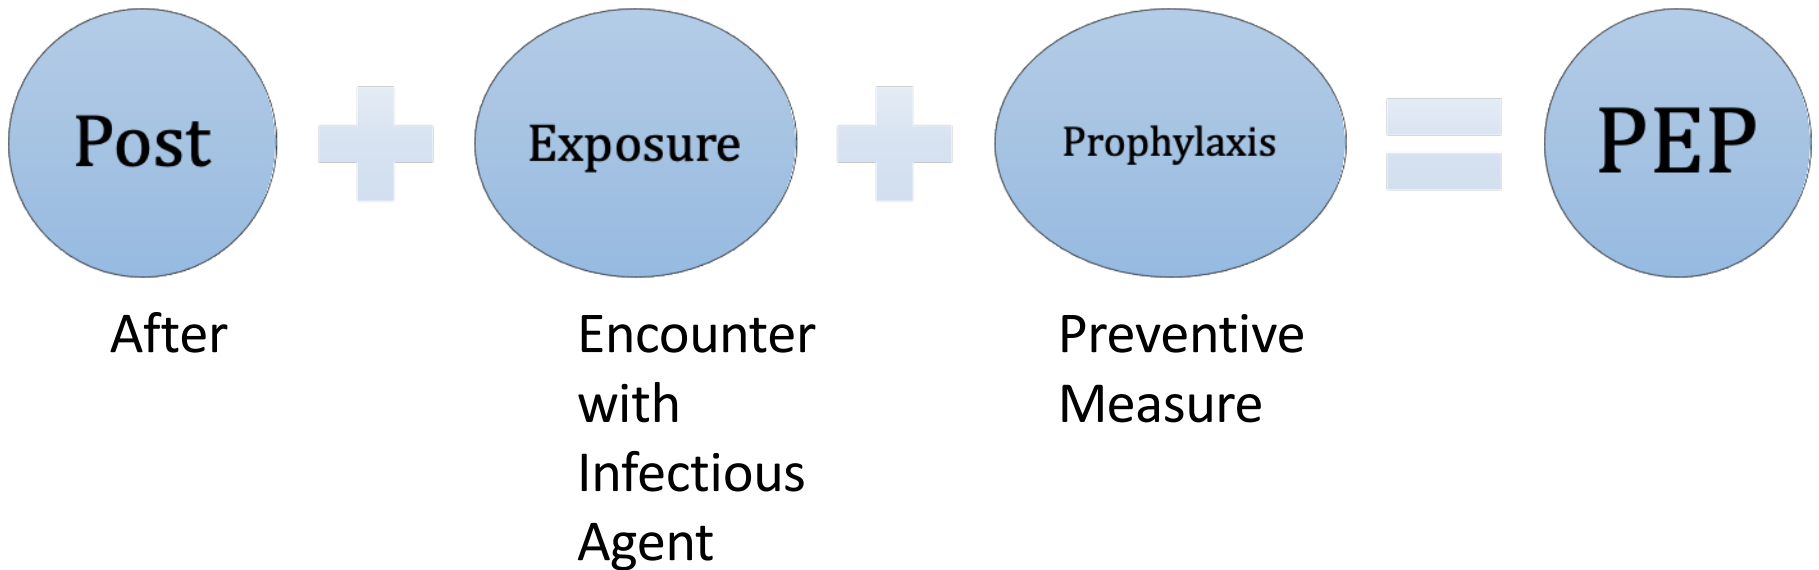 Post
Exposure
Prophylaxis
PEP
After
Encounter
with
Infectious
Agent
Preventive
Measure